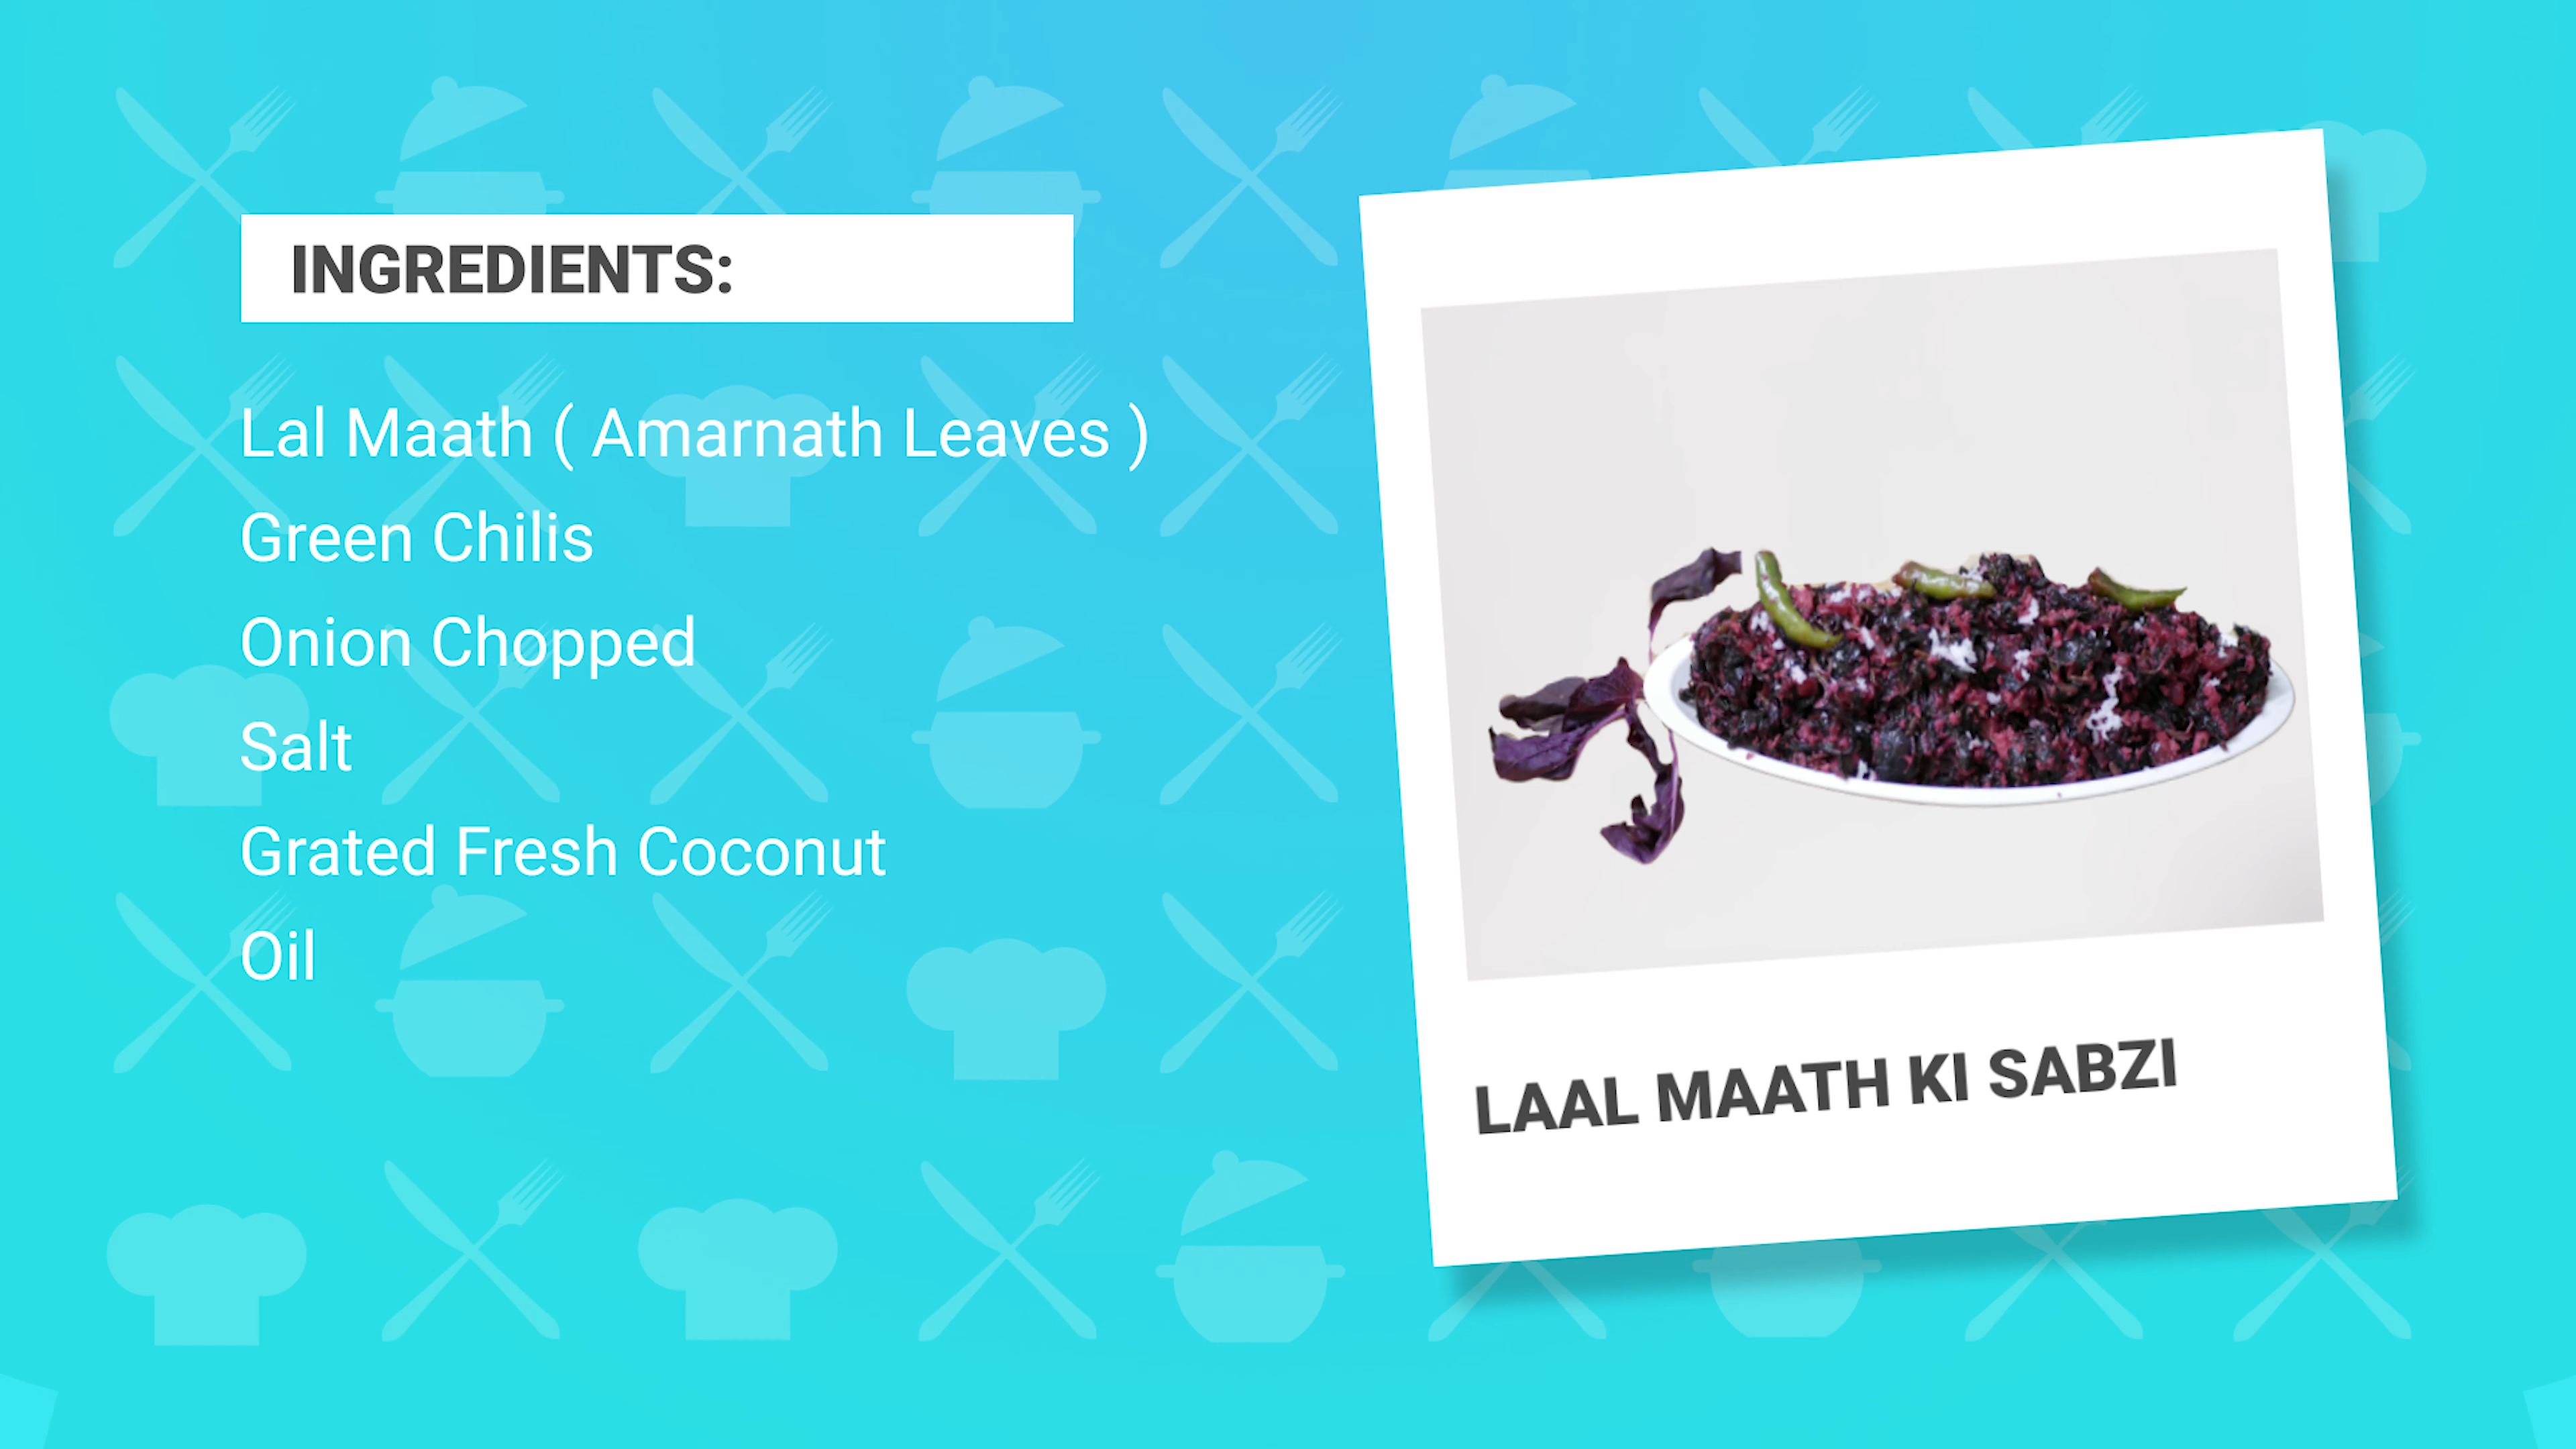 INGREDIENTS:
Lal Maath ( Amarnath Leaves )
Green Chilis
Onion Chopped
Salt
Grated Fresh Coconut
Oil
LAAL MAATH KI SABZI